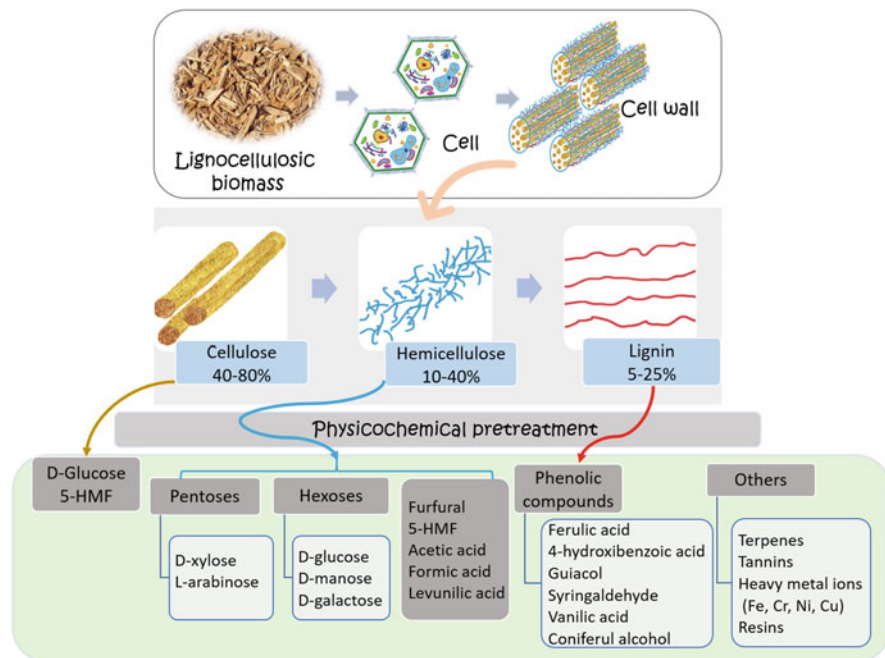 Lignocellulosic
biomass
Cell
Cell wall
Cellulose
40-80%
Hemicellulose
10-40%
Lignin
5-25%
Physicochemical pretreatment
D-Glucose
5-HMF
Pentoses
D-xylose
L-arabinose
Hexoses
D-glucose
D-manose
D-galactose
Furfural
5-HMF
Acetic acid
Formic acid
Levunilic acid
Phenolic
compounds
Ferulic acid
4-hydroxibenzoic acid
Guiacol
Syringaldehyde
Vanilic acid
Coniferul alcohol
Others
Terpenes
Tannins
Heavy metal ions
(Fe, Cr, Ni, Cu)
Resins